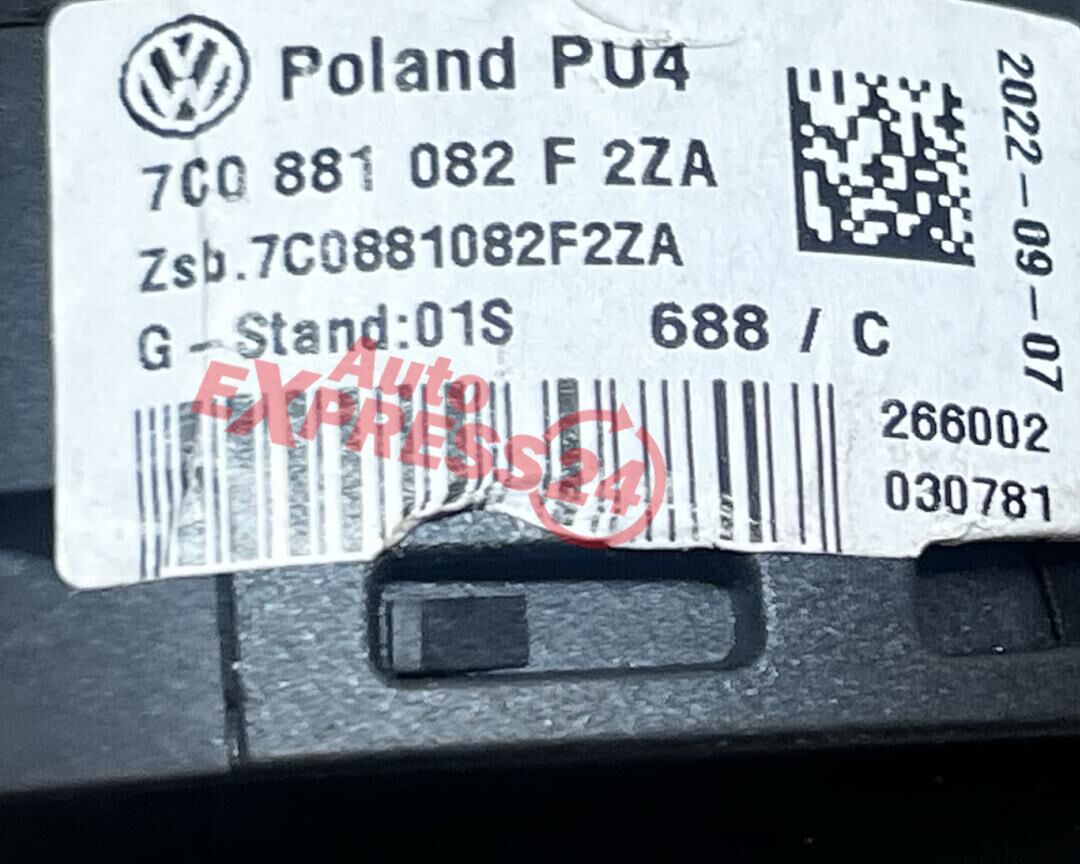 Poland PU4
7C0 881 082 F 2ZA
Zsb.7C0881082F2ZA
G-Stand:01S 688 / C
2022-09-07
266002
030781
Auto
EXPRESS24